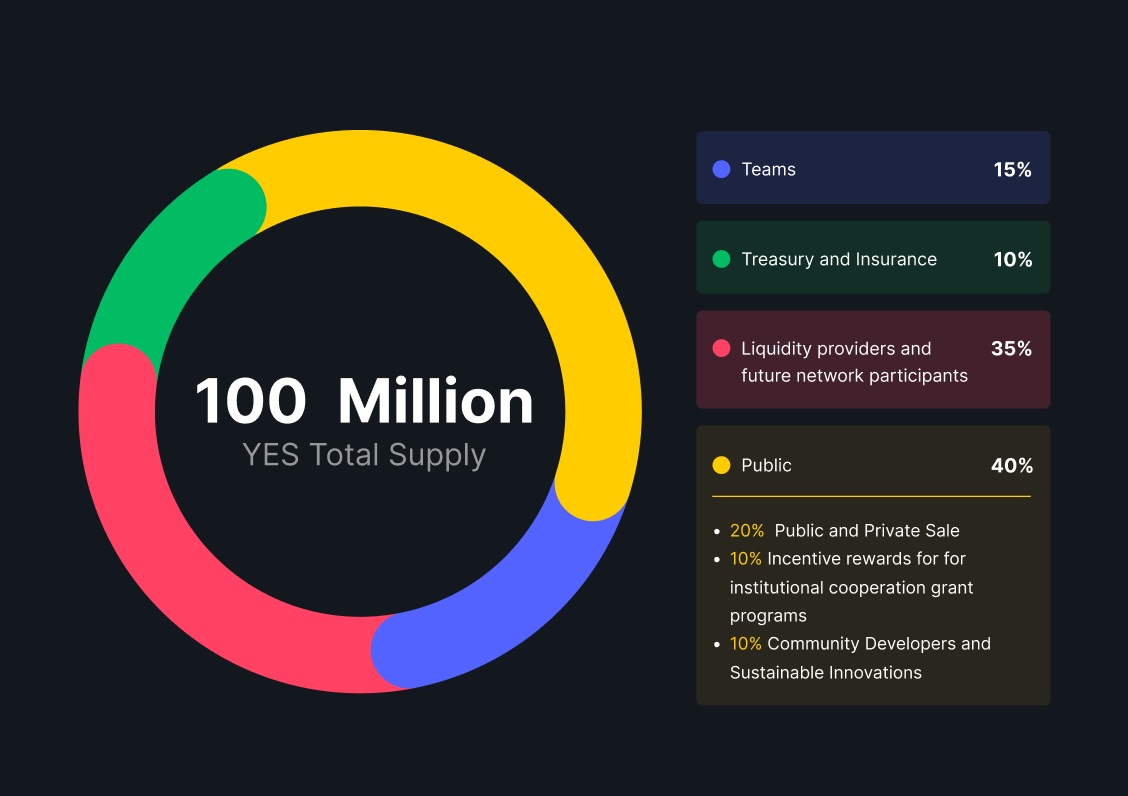 100 Million
YES Total Supply
Teams 15%
Treasury and Insurance 10%
Liquidity providers and 35%
future network participants
Public 40%
• 20% Public and Private Sale
• 10% Incentive rewards for for
institutional cooperation grant
programs
• 10% Community Developers and
Sustainable Innovations